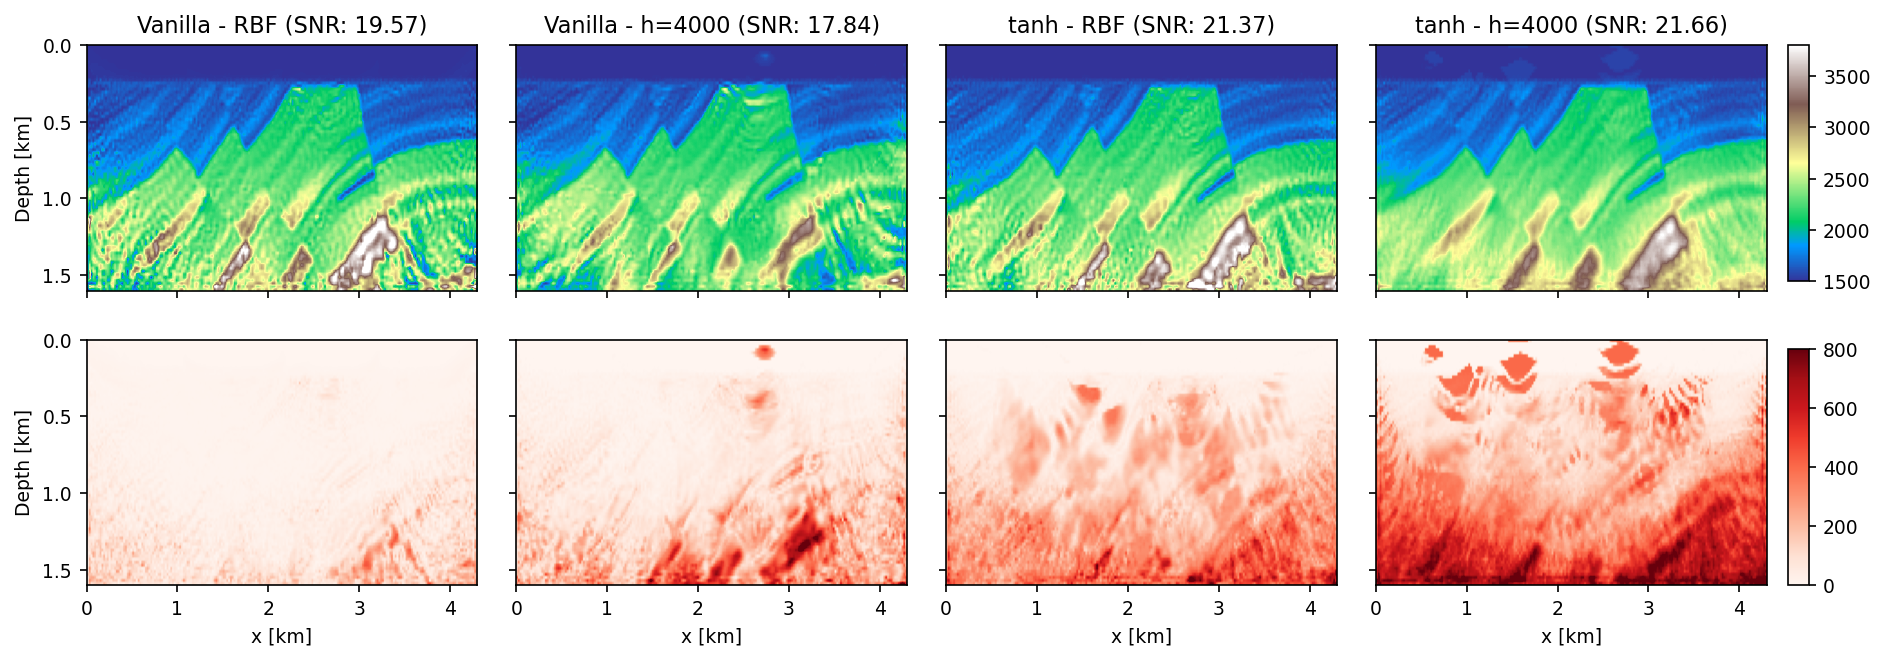 Vanilla - RBF (SNR: 19.57)
Vanilla - h=4000 (SNR: 17.84)
tanh - RBF (SNR: 21.37)
tanh - h=4000 (SNR: 21.66)
0.0
0.5
1.0
1.5
Depth [km]
3500
3000
2500
2000
1500
0.0
0.5
1.0
1.5
Depth [km]
0 1 2 3 4
x [km]
0 1 2 3 4
x [km]
0 1 2 3 4
x [km]
0 1 2 3 4
x [km]
800
600
400
200
0